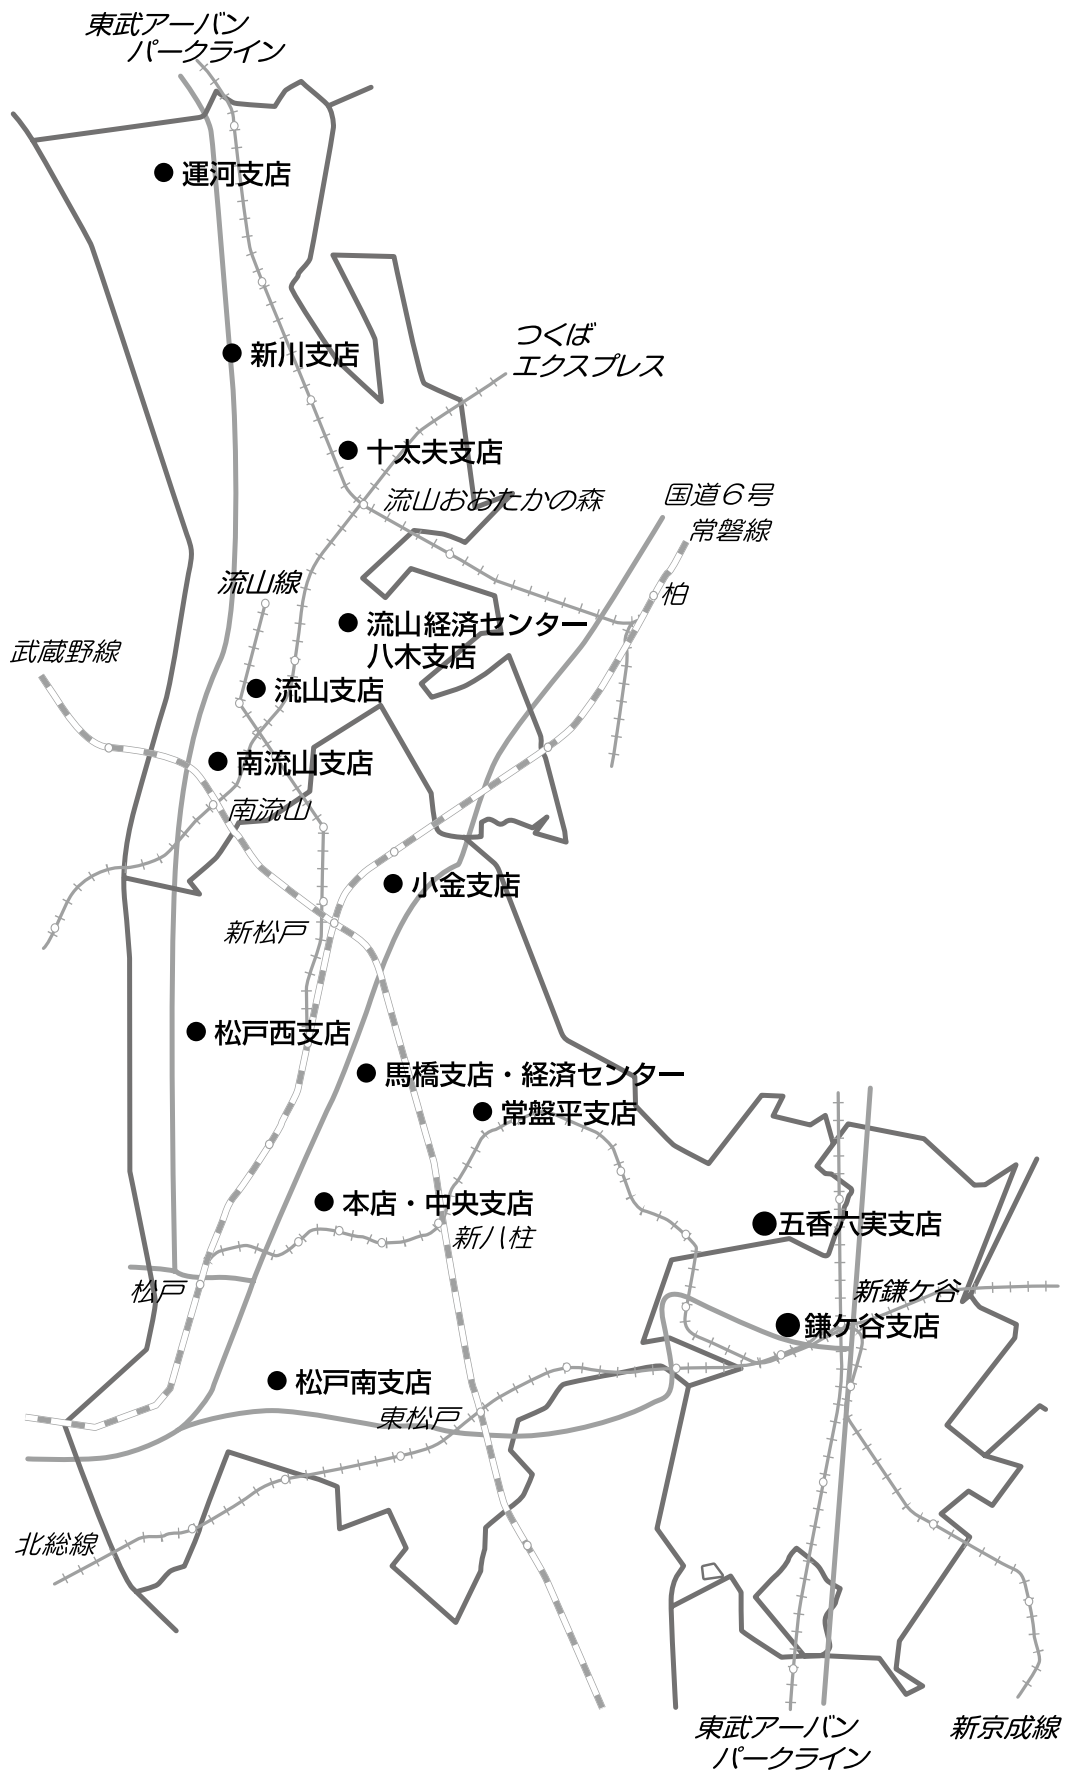 東武アーバン
パークライン
運河支店
新川支店
つくば
エクスプレス
十太夫支店
流山おおたかの森
国道6号
常磐線
流山線
柏
流山経済センター
八木支店
武蔵野線
流山支店
南流山支店
南流山
小金支店
新松戸
松戸西支店
馬橋支店・経済センター
常盤平支店
本店・中央支店
新八柱
五香六実支店
松戸
新鎌ケ谷
鎌ケ谷支店
松戸南支店
東松戸
北総線
東武アーバン
パークライン
新京成線